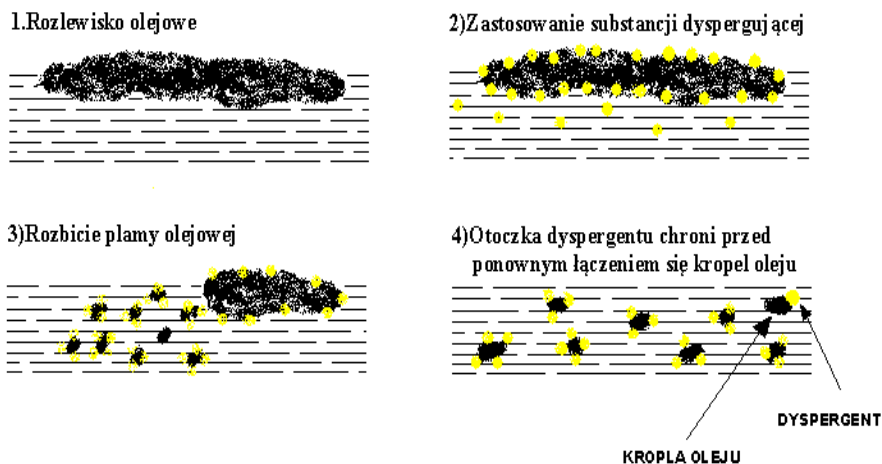 1.Rozlewisko olejowe
2)Zastosowanie substancji dyspergującej
3)Rozbicie plamy olejowej
4)Otoczka dyspergentu chroni przed
ponownym łączeniem się kropel oleju
DYSPERGENT
KROPLA OLEJU